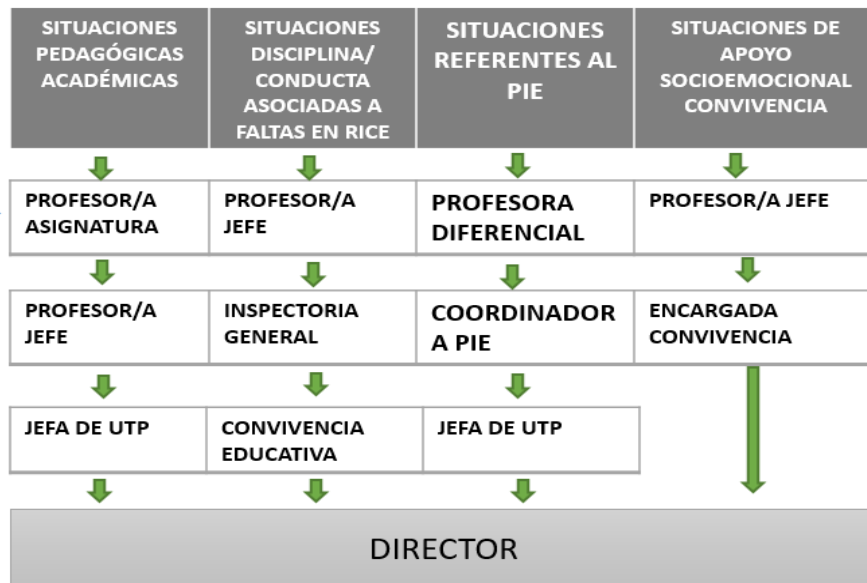 SITUACIONES
PEDAGÓGICAS
ACADÉMICAS
SITUACIONES
DISCIPLINA/
CONDUCTA
ASOCIADAS A
FALTAS EN RICE
SITUACIONES
REFERENTES AL
PIE
SITUACIONES DE
APOYO
SOCIOEMOCIONAL
CONVIVENCIA
PROFESOR/A
ASIGNATURA
PROFESOR/A
JEFE
PROFESORA
DIFERENCIAL
PROFESOR/A JEFE
PROFESOR/A
JEFE
INSPECTORIA
GENERAL
COORDINADOR
A PIE
ENCARGADA
CONVIVENCIA
JEFA DE UTP
CONVIVENCIA
EDUCATIVA
JEFA DE UTP
DIRECTOR